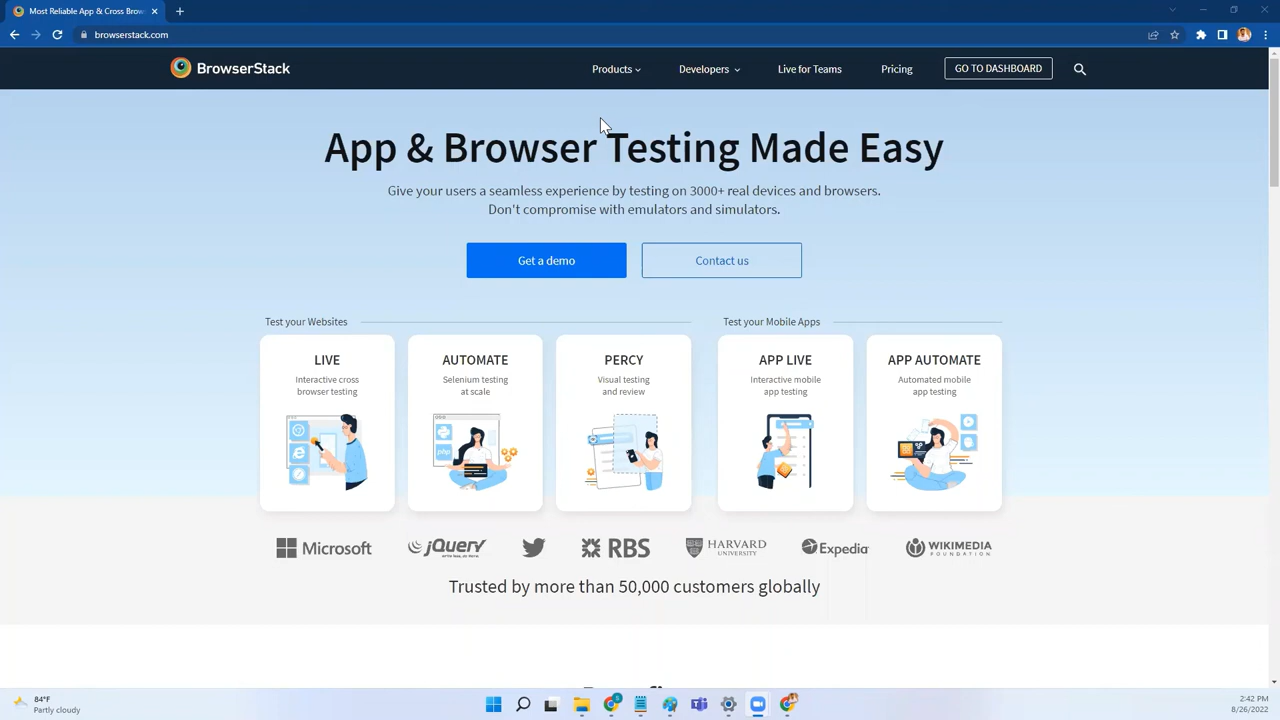 Most Reliable App & Cross Brow
browserstack.com
BrowserStack
Products
Developers
Live for Teams
Pricing
GO TO DASHBOARD
App & Browser Testing Made Easy
Give your users a seamless experience by testing on 3000+ real devices and browsers.
Don't compromise with emulators and simulators.
Get a demo
Contact us
Test your Websites
Test your Mobile Apps
LIVE
Interactive cross
browser testing
AUTOMATE
Selenium testing
at scale
php
PERCY
Visual testing
and review
APP LIVE
Interactive mobile
app testing
APP AUTOMATE
Automated mobile
app testing
Microsoft
jQuery
RBS
HARVARD
UNIVERSITY
Expedia
WIKIMEDIA
FOUNDATION
Trusted by more than 50,000 customers globally
84°F
Partly cloudy
2:42 PM
8/26/2022